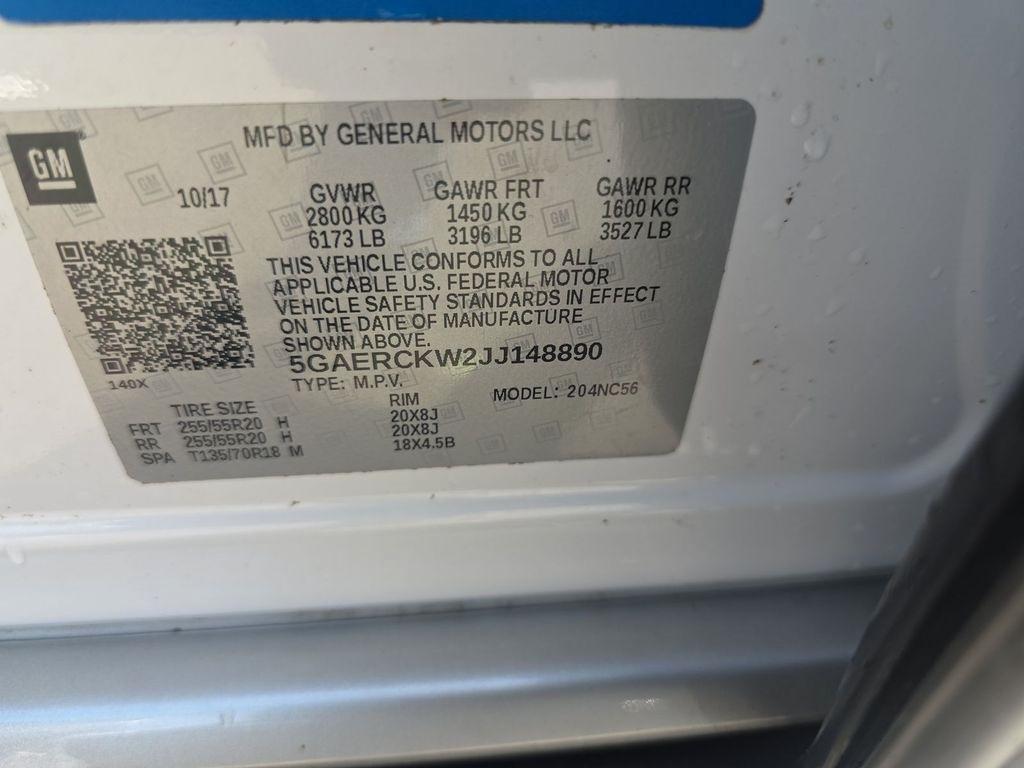 GM
MFD BY GENERAL MOTORS LLC
10/17 GVWR GAWR FRT GAWR RR
2800 KG 1450 KG 1600 KG
6173 LB 3196 LB 3527 LB
THIS VEHICLE CONFORMS TO ALL
APPLICABLE U.S. FEDERAL MOTOR
VEHICLE SAFETY STANDARDS IN EFFECT
ON THE DATE OF MANUFACTURE
SHOWN ABOVE.
5GAERCKW2JJ148890
140X
TYPE: M.P.V. MODEL: 204NC56
TIRE SIZE RIM
FRT 255/55R20 H 20X8J
RR 255/55R20 H 20X8J
SPA T135/70R18 M 18X4.5B